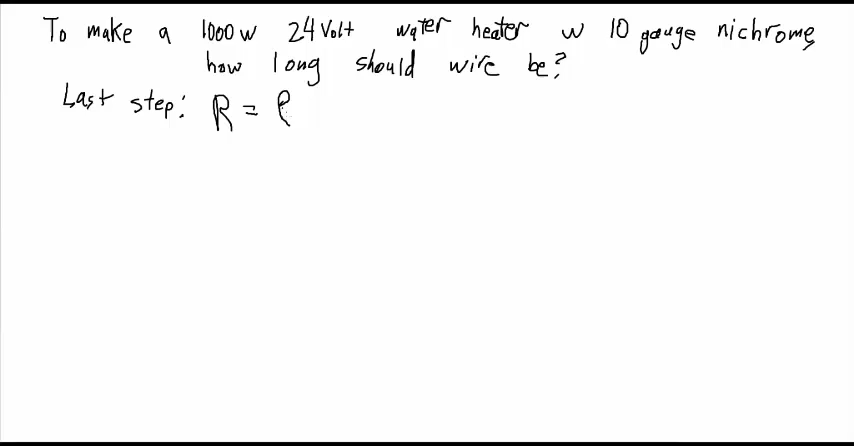 To make a 1000 w 24 Volt water heater w 10 gauge nichrome,
how long should wire be?
Last step: R = ρ